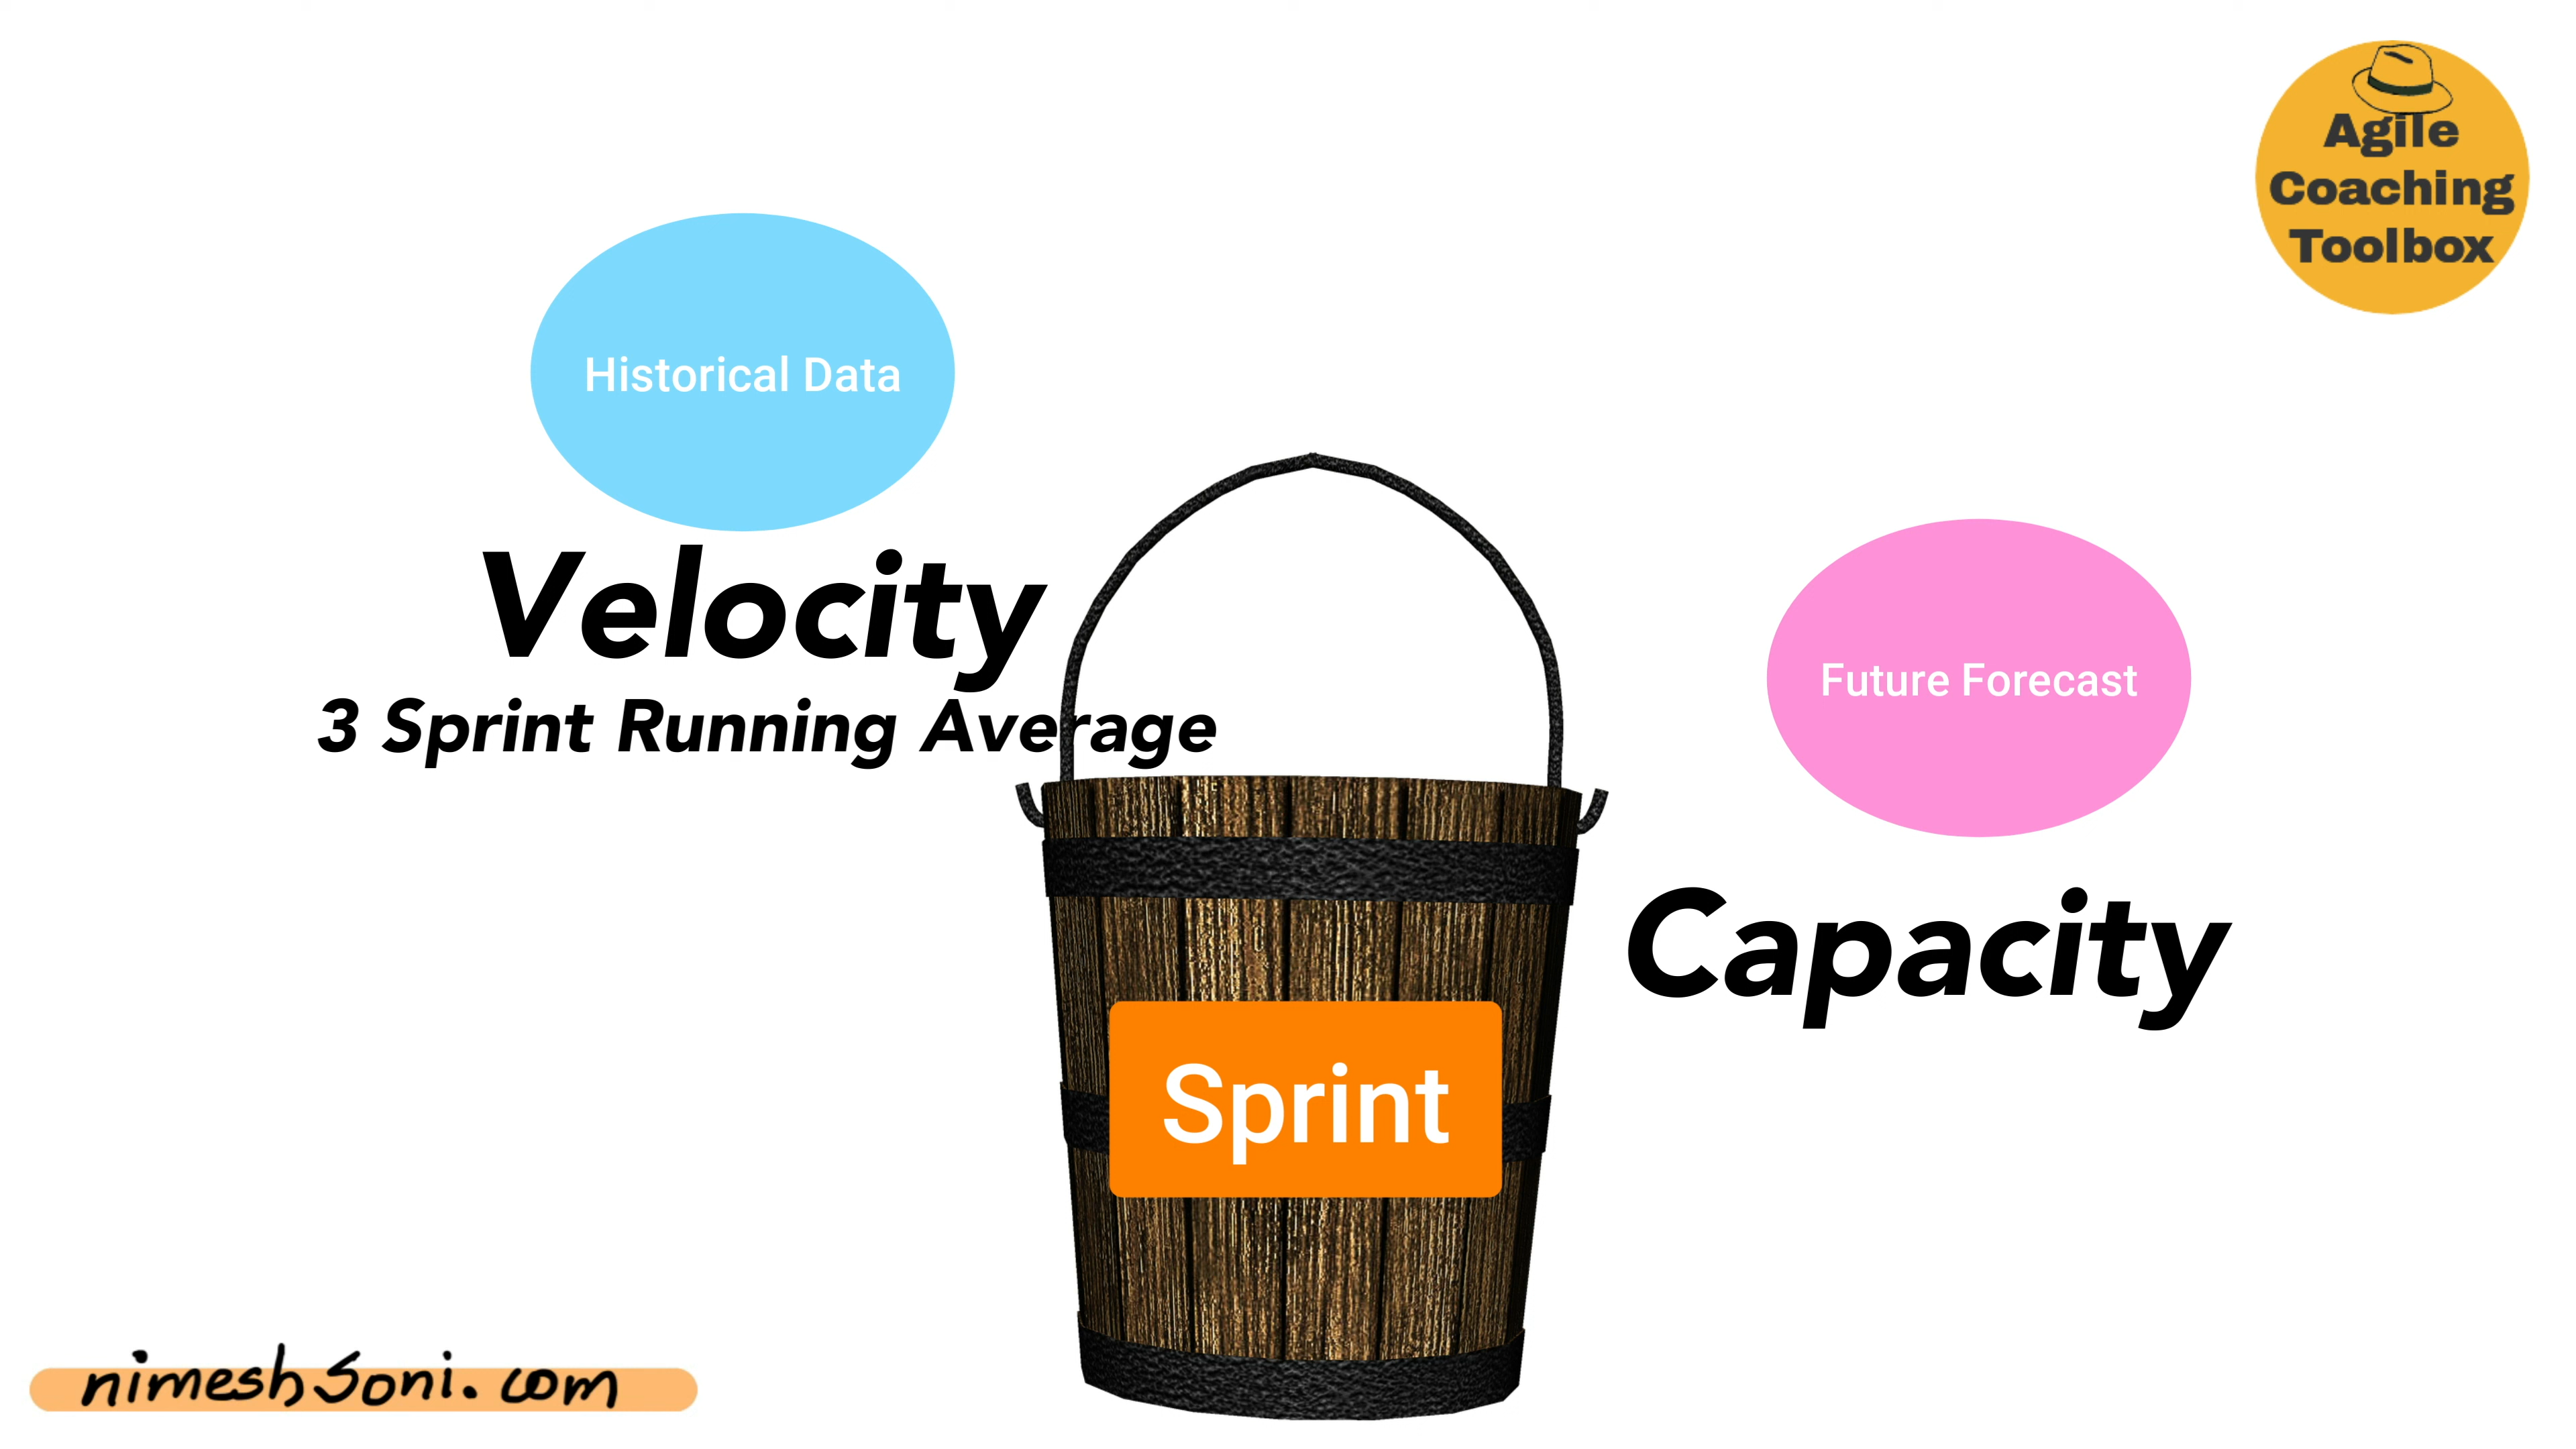 Agile
Coaching
Toolbox
Historical Data
Velocity
3 Sprint Running Average
Future Forecast
Capacity
Sprint
nimeshSoni.com